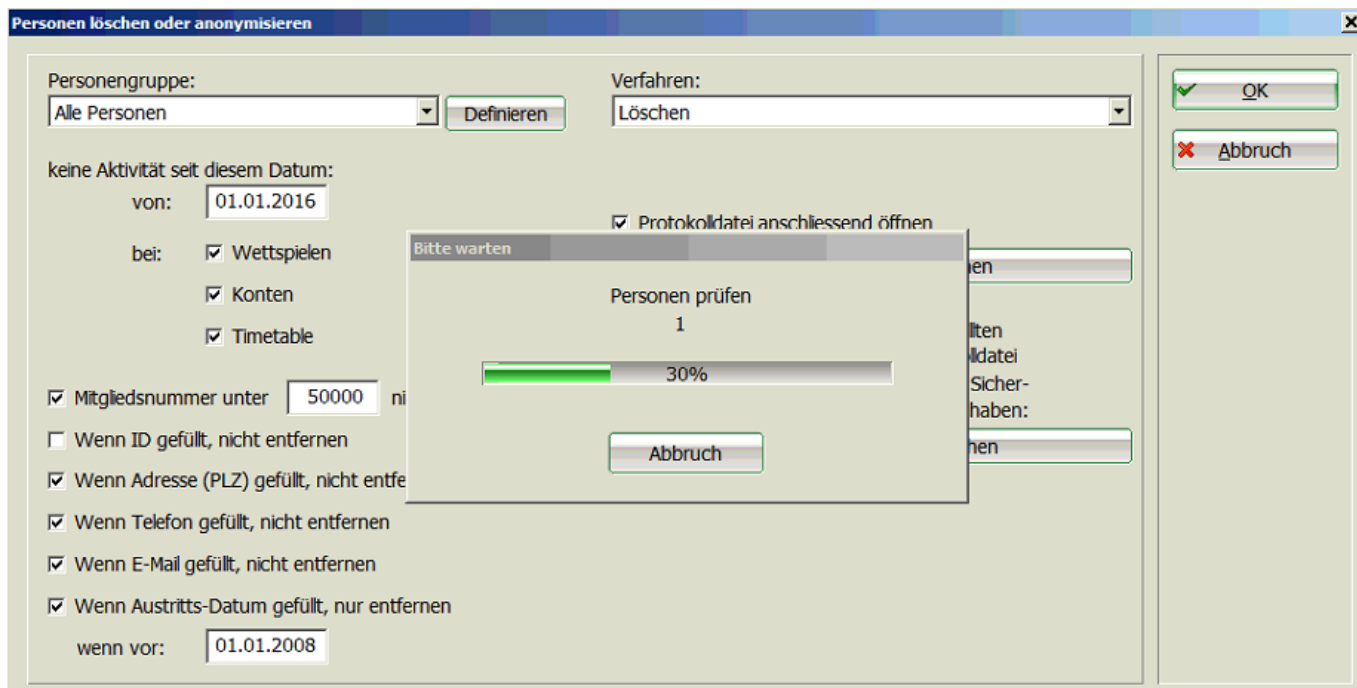 Personen löschen oder anonymisieren
Personengruppe:
Alle Personen
Definieren
Verfahren:
Löschen
OK
Abbruch
keine Aktivität seit diesem Datum:
von: 01.01.2016
bei:
Wettspielen
Konten
Timetable
Protokolldatei anschliessend öffnen
Bitte warten
Personen prüfen
1
30%
Abbruch
Mitgliedsnummer unter 50000
Wenn ID gefüllt, nicht entfernen
Wenn Adresse (PLZ) gefüllt, nicht entfe
Wenn Telefon gefüllt, nicht entfernen
Wenn E-Mail gefüllt, nicht entfernen
Wenn Austritts-Datum gefüllt, nur entfernen
wenn vor: 01.01.2008
Sicher-
haben: